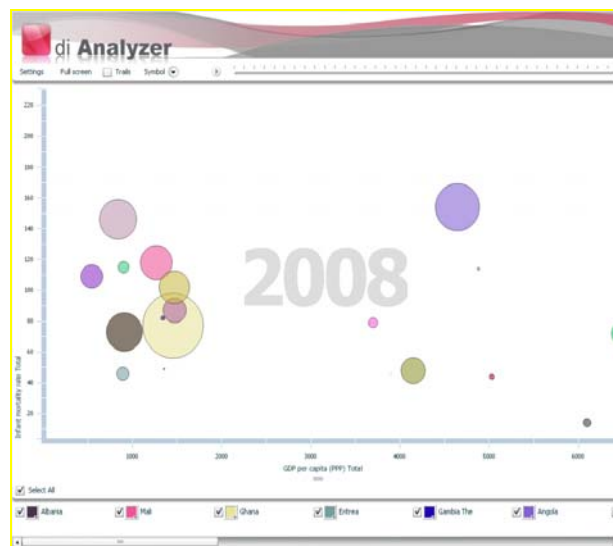 di Analyzer
Settings Full screen Trails Symbol
220
200
180
160
140
120
100
80
60
40
20
2008
Infant mortality rate Total
1000 2000 3000 4000 5000 6000
GDP per capita (PPP) Total
Select All
Albania Mali Ghana Eritrea Gambia The Angola